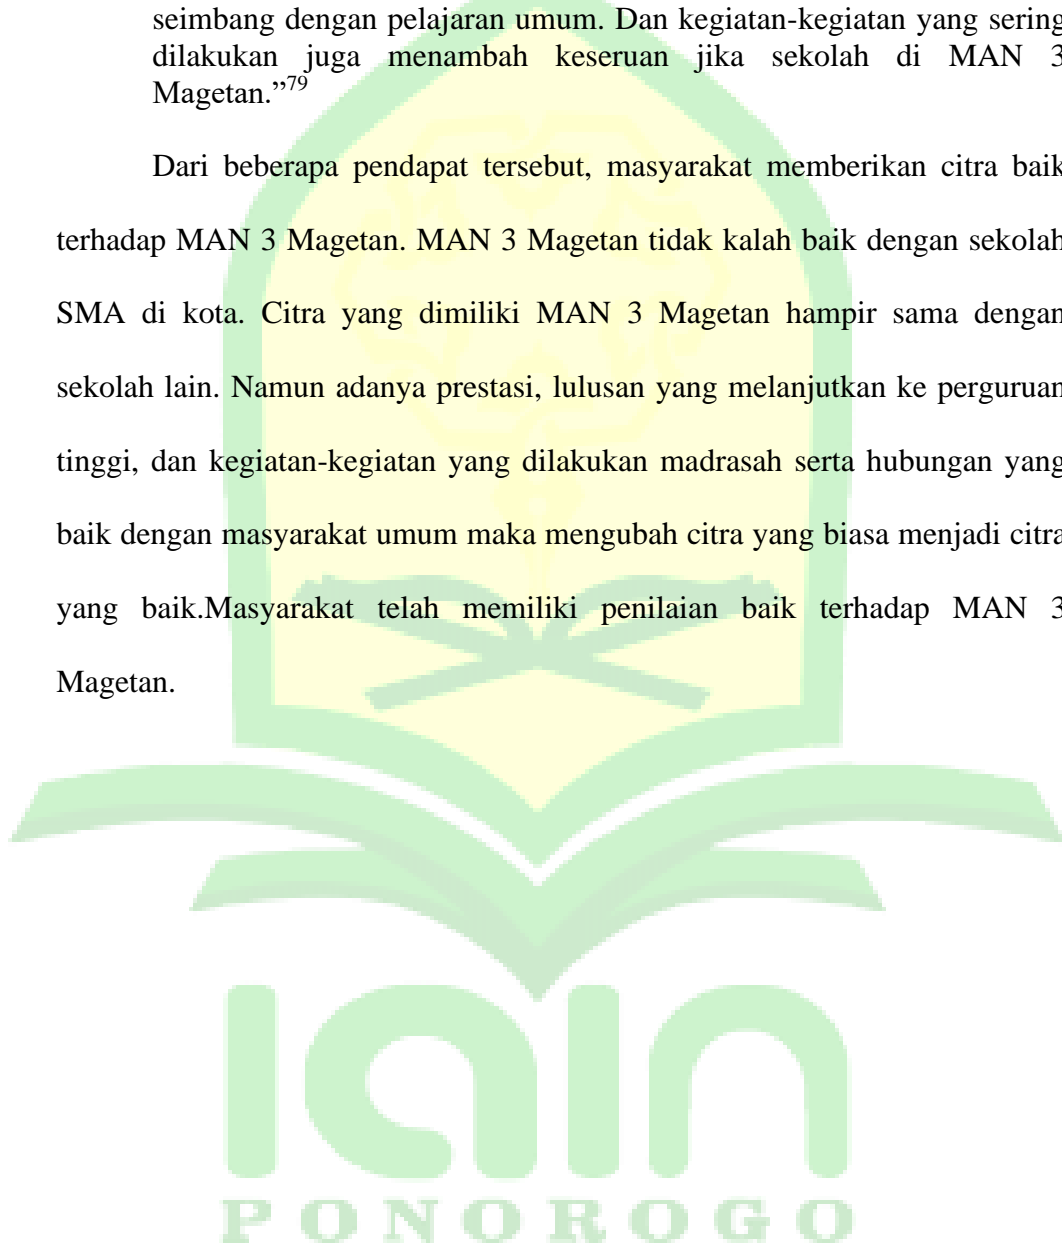 seimbang dengan pelajaran umum. Dan kegiatan-kegiatan yang sering
dilakukan juga menambah keseruan jika sekolah di MAN 3
Magetan.”79
Dari beberapa pendapat tersebut, masyarakat memberikan citra baik
terhadap MAN 3 Magetan. MAN 3 Magetan tidak kalah baik dengan sekolah
SMA di kota. Citra yang dimiliki MAN 3 Magetan hampir sama dengan
sekolah lain. Namun adanya prestasi, lulusan yang melanjutkan ke perguruan
tinggi, dan kegiatan-kegiatan yang dilakukan madrasah serta hubungan yang
baik dengan masyarakat umum maka mengubah citra yang biasa menjadi citra
yang baik.Masyarakat telah memiliki penilaian baik terhadap MAN 3
Magetan.
iain
PONOROGO